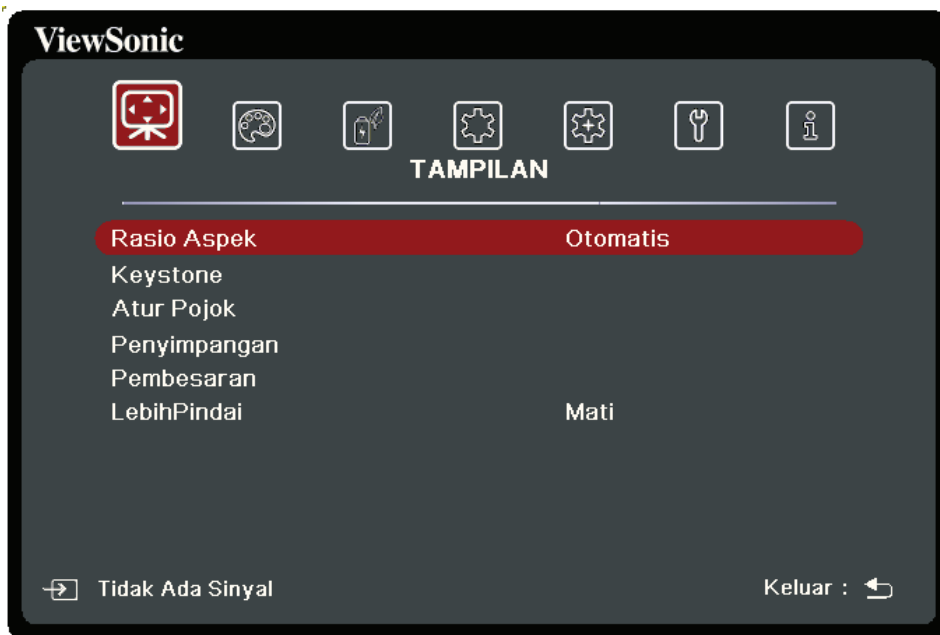 ViewSonic
TAMPILAN
Rasio Aspek Otomatis
Keystone
Atur Pojok
Penyimpangan
Pembesaran
LebihPindai Mati
Tidak Ada Sinyal Keluar :